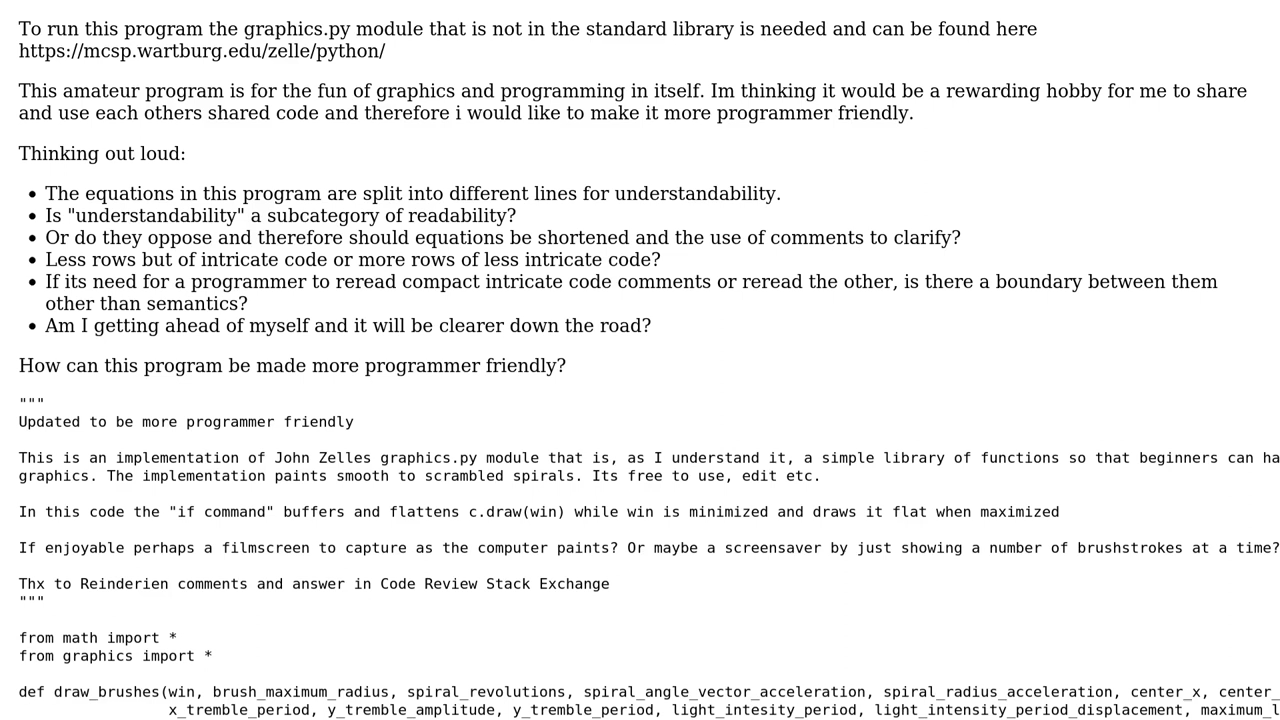 To run this program the graphics.py module that is not in the standard library is needed and can be found here
https://mcsp.wartburg.edu/zelle/python/
This amateur program is for the fun of graphics and programming in itself. Im thinking it would be a rewarding hobby for me to share
and use each others shared code and therefore i would like to make it more programmer friendly.
Thinking out loud:
• The equations in this program are split into different lines for understandability.
• Is "understandability" a subcategory of readability?
• Or do they oppose and therefore should equations be shortened and the use of comments to clarify?
• Less rows but of intricate code or more rows of less intricate code?
• If its need for a programmer to reread compact intricate code comments or reread the other, is there a boundary between them
other than semantics?
• Am I getting ahead of myself and it will be clearer down the road?
How can this program be made more programmer friendly?
"""
Updated to be more programmer friendly
This is an implementation of John Zelles graphics.py module that is, as I understand it, a simple library of functions so that beginners can ha
graphics. The implementation paints smooth to scrambled spirals. Its free to use, edit etc.
In this code the "if command" buffers and flattens c.draw(win) while win is minimized and draws it flat when maximized
If enjoyable perhaps a filmscreen to capture as the computer paints? Or maybe a screensaver by just showing a number of brushstrokes at a time?
Thx to Reinderien comments and answer in Code Review Stack Exchange
"""
from math import *
from graphics import *
def draw_brushes(win, brush_maximum_radius, spiral_revolutions, spiral_angle_vector_acceleration, spiral_radius_acceleration, center_x, center_
x_tremble_period, y_tremble_amplitude, y_tremble_period, light_intesity_period, light_intensity_period_displacement, maximum_l